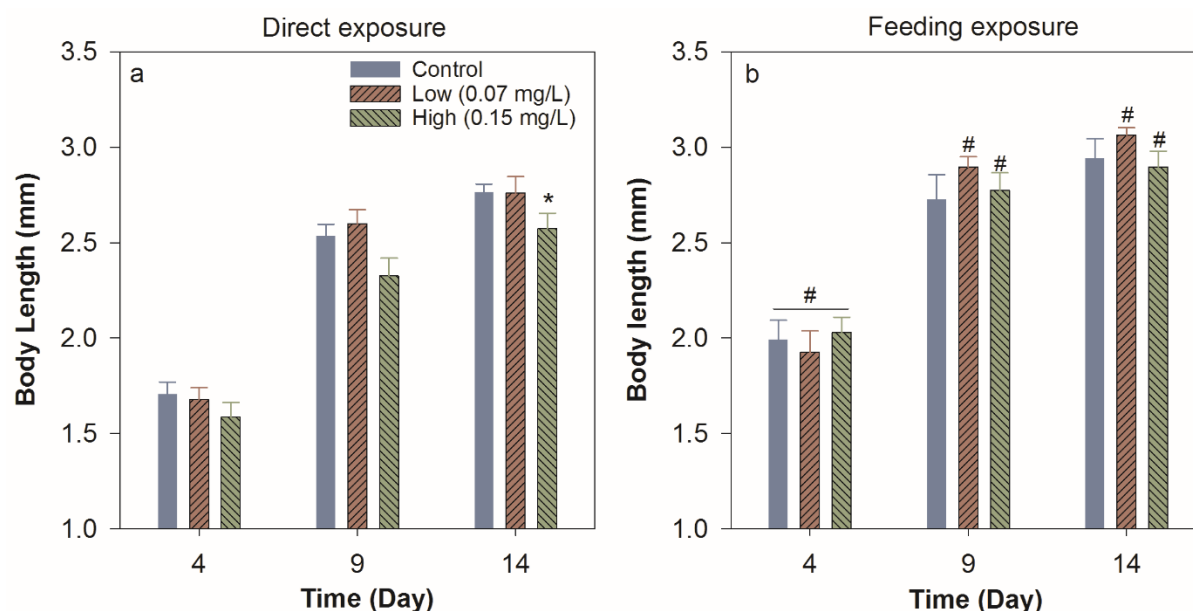 Direct exposure
a
Control
Low (0.07 mg/L)
High (0.15 mg/L)
3.5
3.0
2.5
2.0
1.5
1.0
Body Length (mm)
*
4 9 14
Time (Day)
Feeding exposure
b
3.5
3.0
2.5
2.0
1.5
1.0
Body length (mm)
#
# #
# #
4 9 14
Time (Day)